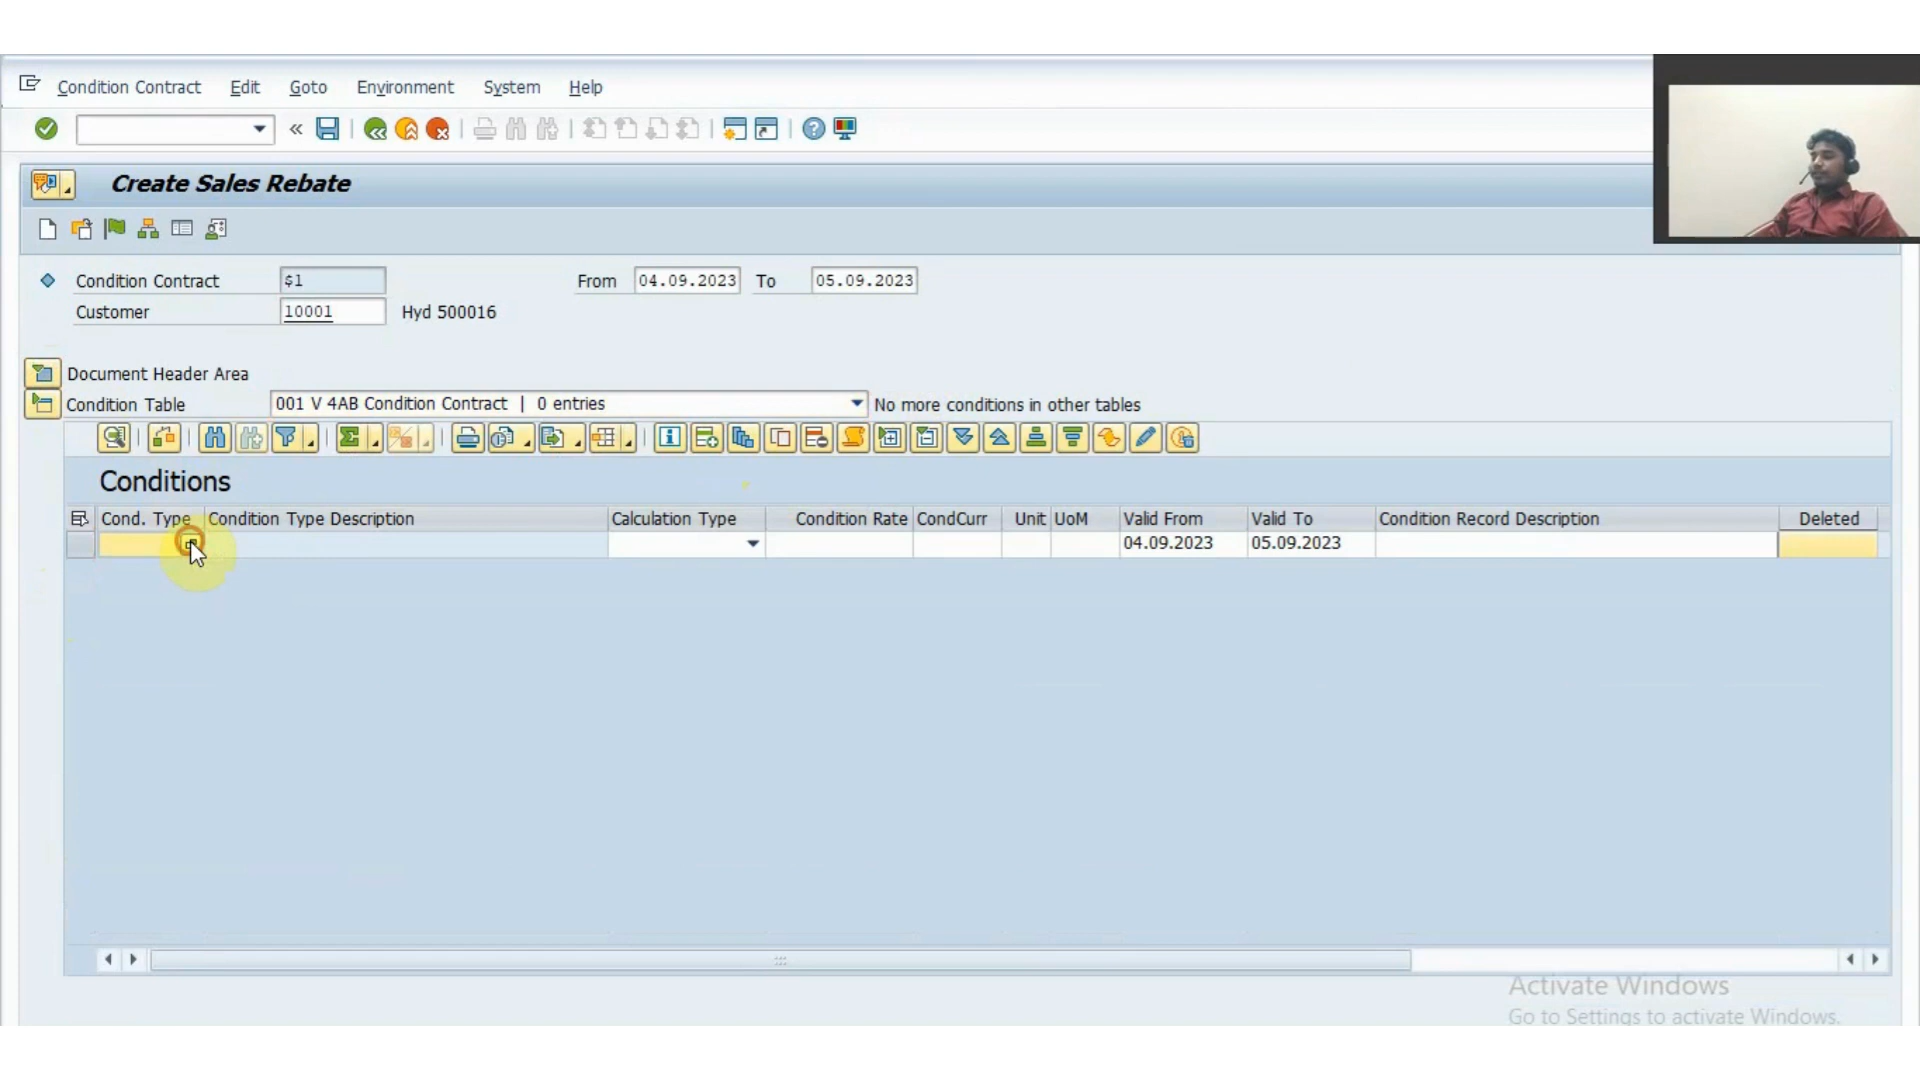 Condition Contract Edit Goto Environment System Help
Create Sales Rebate
Condition Contract $1 From 04.09.2023 To 05.09.2023
Customer 10001 Hyd 500016
Document Header Area
Condition Table 001 V 4AB Condition Contract | 0 entries No more conditions in other tables
Conditions
Cond. Type Condition Type Description Calculation Type Condition Rate CondCurr Unit UoM Valid From Valid To Condition Record Description Deleted
04.09.2023 05.09.2023
Activate Windows
Go to Settings to activate Windows.